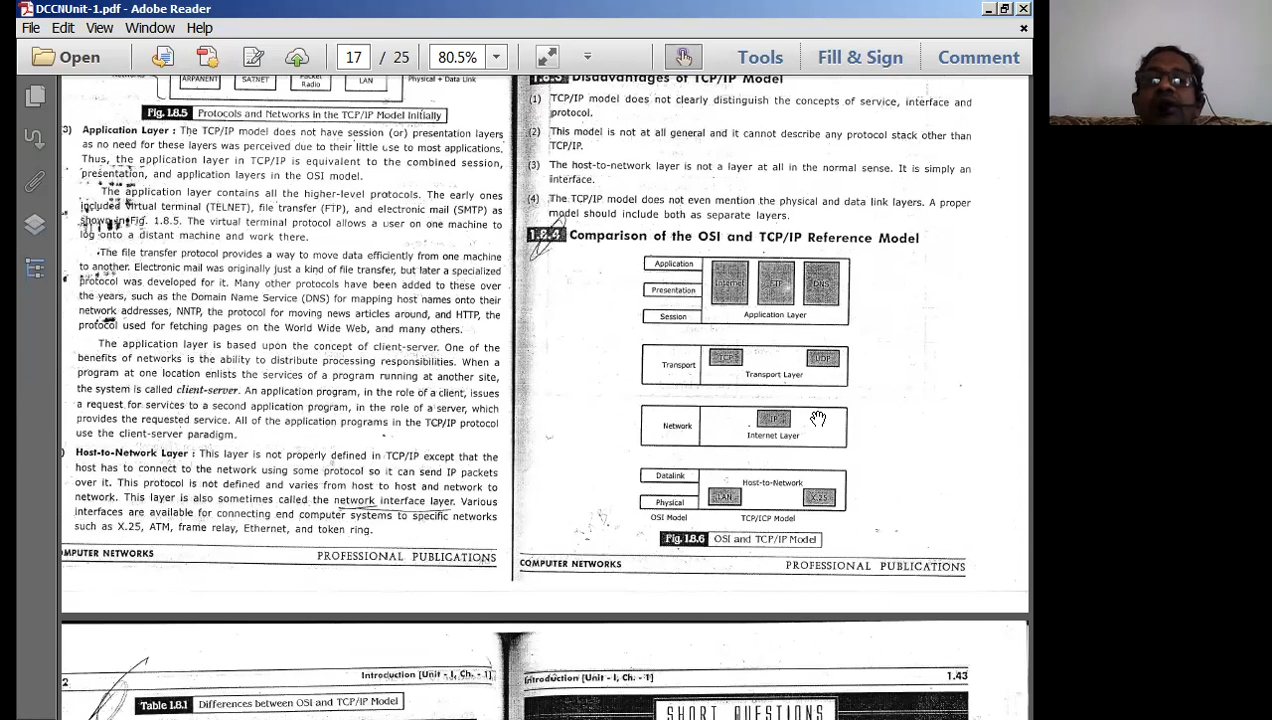 DCCNUnit-1.pdf - Adobe Reader
File Edit View Window Help
Open 17 / 25 80.5% Tools Fill & Sign Comment
ARPANENT SATNET Packet Radio LAN Physical + Data Link
Fig. 1.8.5 Protocols and Networks in the TCP/IP Model Initially
3) Application Layer : The TCP/IP model does not have session (or) presentation layers
as no need for these layers was perceived due to their little use to most applications.
Thus, the application layer in TCP/IP is equivalent to the combined session,
presentation, and application layers in the OSI model.
The application layer contains all the higher-level protocols. The early ones
included virtual terminal (TELNET), file transfer (FTP), and electronic mail (SMTP) as
shown in Fig. 1.8.5. The virtual terminal protocol allows a user on one machine to
log onto a distant machine and work there.
The file transfer protocol provides a way to move data efficiently from one machine
to another. Electronic mail was originally just a kind of file transfer, but later a specialized
protocol was developed for it. Many other protocols have been added to these over
the years, such as the Domain Name Service (DNS) for mapping host names onto their
network addresses, NNTP, the protocol for moving news articles around, and HTTP, the
protocol used for fetching pages on the World Wide Web, and many others.
The application layer is based upon the concept of client-server. One of the
benefits of networks is the ability to distribute processing responsibilities. When a
program at one location enlists the services of a program running at another site,
the system is called client-server. An application program, in the role of a client, issues
a request for services to a second application program, in the role of a server, which
provides the requested service. All of the application programs in the TCP/IP protocol
use the client-server paradigm.
) Host-to-Network Layer : This layer is not properly defined in TCP/IP except that the
host has to connect to the network using some protocol so it can send IP packets
over it. This protocol is not defined and varies from host to host and network to
network. This layer is also sometimes called the network interface layer. Various
interfaces are available for connecting end computer systems to specific networks
such as X.25, ATM, frame relay, Ethernet, and token ring.
OMPUTER NETWORKS PROFESSIONAL PUBLICATIONS
1.8.3 Disadvantages of TCP/IP Model
(1) TCP/IP model does not clearly distinguish the concepts of service, interface and
protocol.
(2) This model is not at all general and it cannot describe any protocol stack other than
TCP/IP.
(3) The host-to-network layer is not a layer at all in the normal sense. It is simply an
interface.
(4) The TCP/IP model does not even mention the physical and data link layers. A proper
model should include both as separate layers.
1.8.4 Comparison of the OSI and TCP/IP Reference Model
Application Internet FTP DNS
Presentation
Session Application Layer
Transport TCP UDP
Transport Layer
Network IP
Internet Layer
Datalink Host-to-Network
Physical LAN X.25
OSI Model TCP/ICP Model
Fig. 1.8.6 OSI and TCP/IP Model
COMPUTER NETWORKS PROFESSIONAL PUBLICATIONS
2 Introduction [Unit - I, Ch. - 1]
Table 1.8.1 Differences between OSI and TCP/IP Model
Introduction [Unit - I, Ch. - 1] 1.43
SHORT QUESTIONS